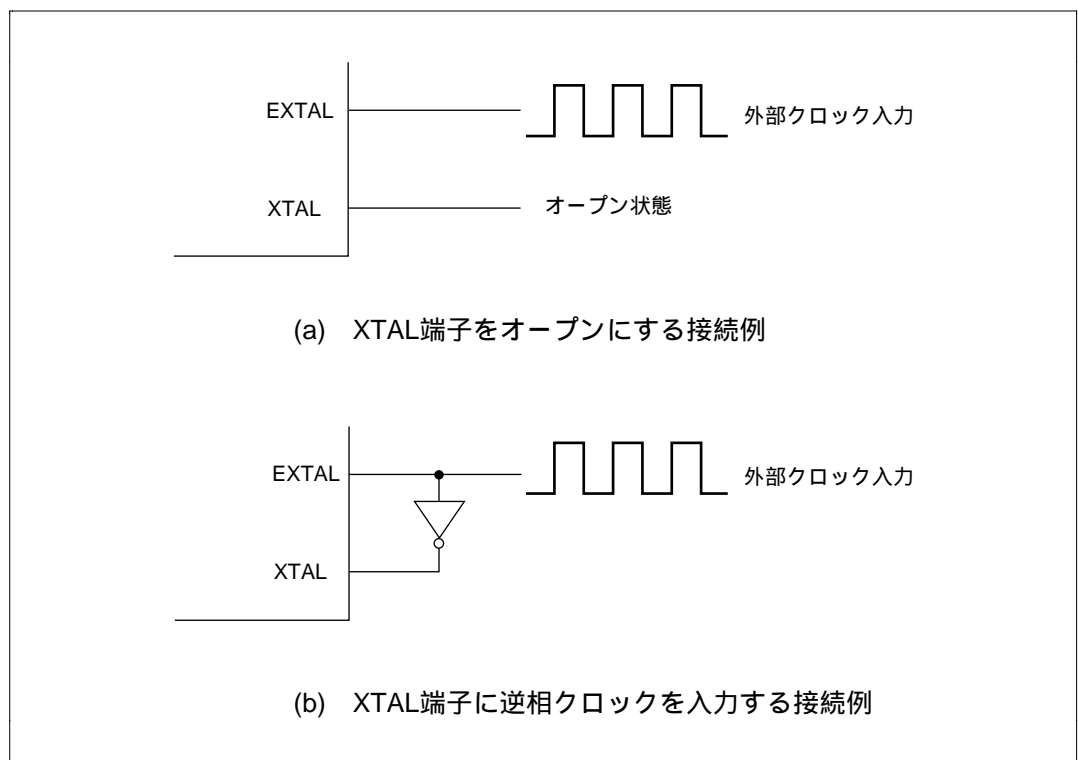 EXTAL
外部クロック入力
XTAL
オープン状態
(a) XTAL端子をオープンにする接続例
EXTAL
外部クロック入力
XTAL
(b) XTAL端子に逆相クロックを入力する接続例